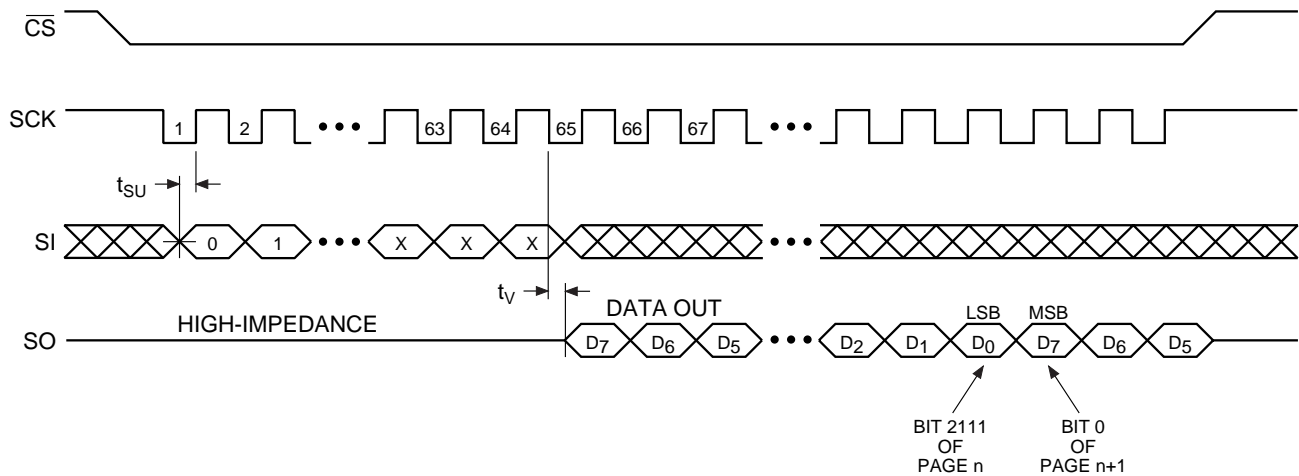 CS
SCK 1 2 63 64 65 66 67
tSU
SI 0 1 X X X
tV
HIGH-IMPEDANCE DATA OUT LSB MSB
SO D7 D6 D5 D2 D1 D0 D7 D6 D5
BIT 2111
OF
PAGE n
BIT 0
OF
PAGE n+1